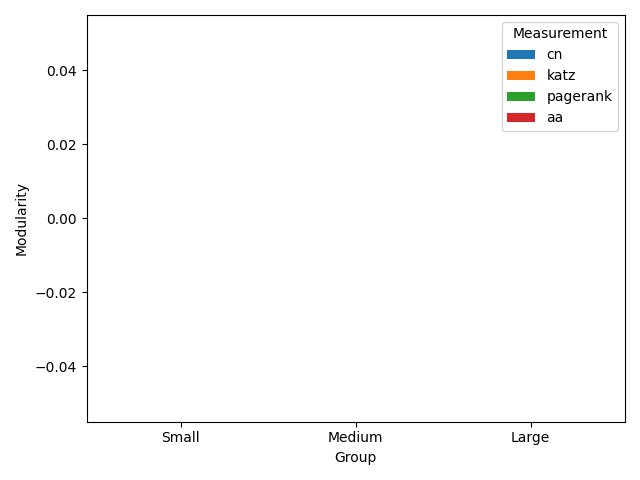 Measurement
cn
katz
pagerank
aa
0.04
0.02
0.00
−0.02
−0.04
Modularity
Small Medium Large
Group